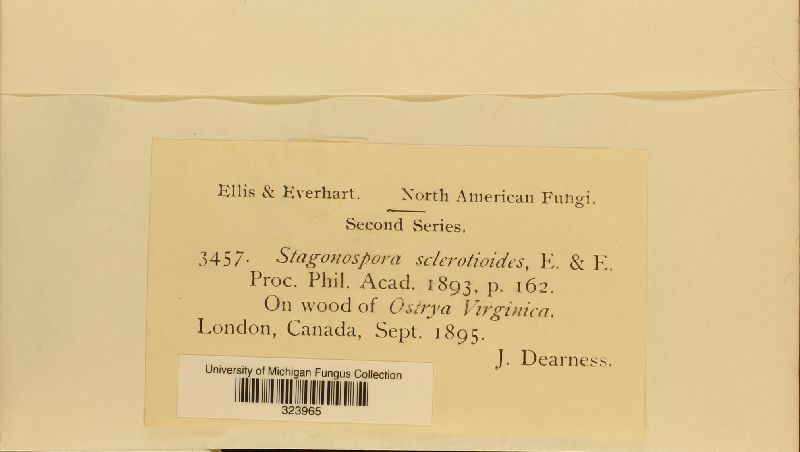 Ellis & Everhart. North American Fungi.
Second Series.
3457. Stagonospora sclerotioides, E. & E.
Proc. Phil. Acad. 1893, p. 162.
On wood of Ostrya Virginica.
London, Canada, Sept. 1895.
J. Dearness.
University of Michigan Fungus Collection
323965